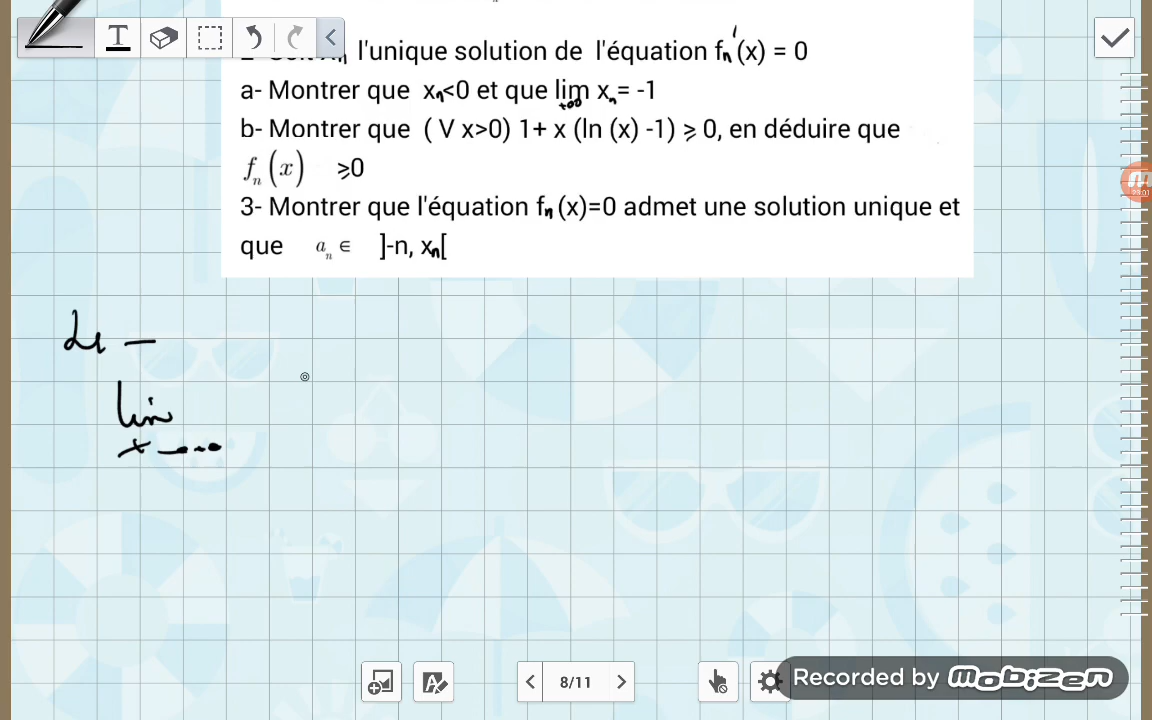 T
l'unique solution de l'équation fn'(x) = 0
a- Montrer que xn<0 et que lim xn = -1
+∞
b- Montrer que ( V x>0) 1+ x (ln (x) -1) ⩾ 0, en déduire que
fn (x) ⩾0
3- Montrer que l'équation fn (x)=0 admet une solution unique et
que an ∈ ]-n, xn[
lim
x
8/11
Recorded by mobizen